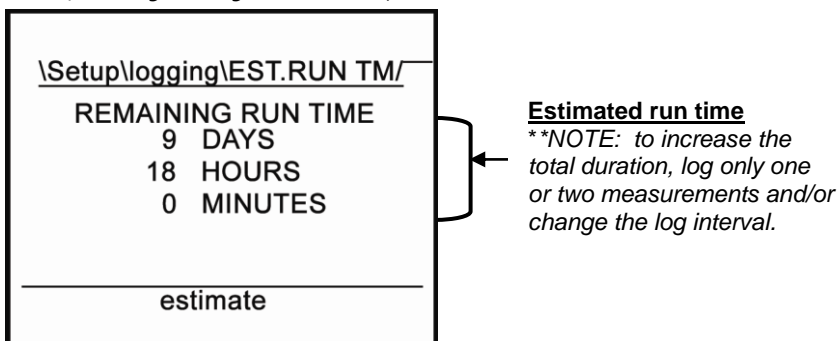 \Setup\logging\EST.RUN TM/
REMAINING RUN TIME
9 DAYS
18 HOURS
0 MINUTES
estimate
Estimated run time
**NOTE: to increase the
total duration, log only one
or two measurements and/or
change the log interval.